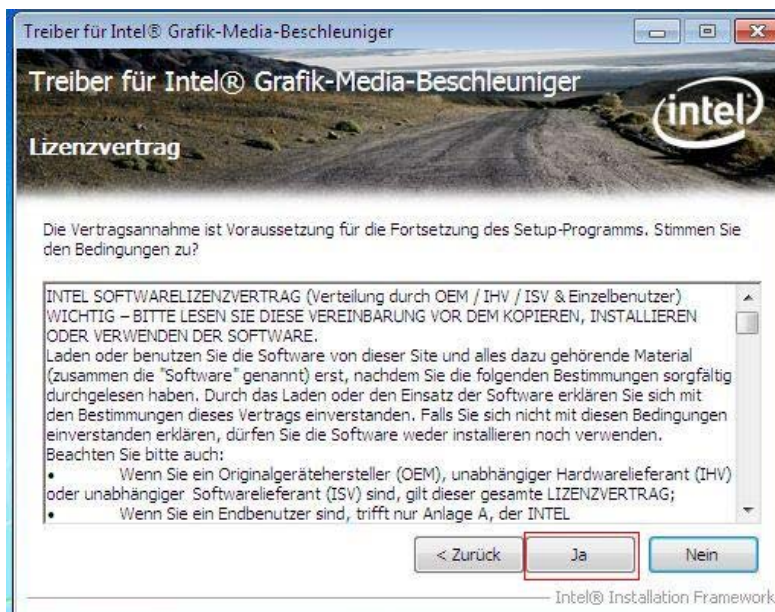 Treiber für Intel® Grafik-Media-Beschleuniger
Treiber für Intel® Grafik-Media-Beschleuniger
intel
Lizenzvertrag
Die Vertragsannahme ist Voraussetzung für die Fortsetzung des Setup-Programms. Stimmen Sie
den Bedingungen zu?
INTEL SOFTWARELIZENZVERTRAG (Verteilung durch OEM / IHV / ISV & Einzelbenutzer)
WICHTIG – BITTE LESEN SIE DIESE VEREINBARUNG VOR DEM KOPIEREN, INSTALLIEREN
ODER VERWENDEN DER SOFTWARE.
Laden oder benutzen Sie die Software von dieser Site und alles dazu gehörende Material
(zusammen die "Software" genannt) erst, nachdem Sie die folgenden Bestimmungen sorgfältig
durchgelesen haben. Durch das Laden oder den Einsatz der Software erklären Sie sich mit
den Bestimmungen dieses Vertrags einverstanden. Falls Sie sich nicht mit diesen Bedingungen
einverstanden erklären, dürfen Sie die Software weder installieren noch verwenden.
Beachten Sie bitte auch:
• Wenn Sie ein Originalgerätehersteller (OEM), unabhängiger Hardwarelieferant (IHV)
oder unabhängiger Softwarelieferant (ISV) sind, gilt dieser gesamte LIZENZVERTRAG;
• Wenn Sie ein Endbenutzer sind, trifft nur Anlage A, der INTEL
< Zurück
Ja
Nein
Intel® Installation Framework